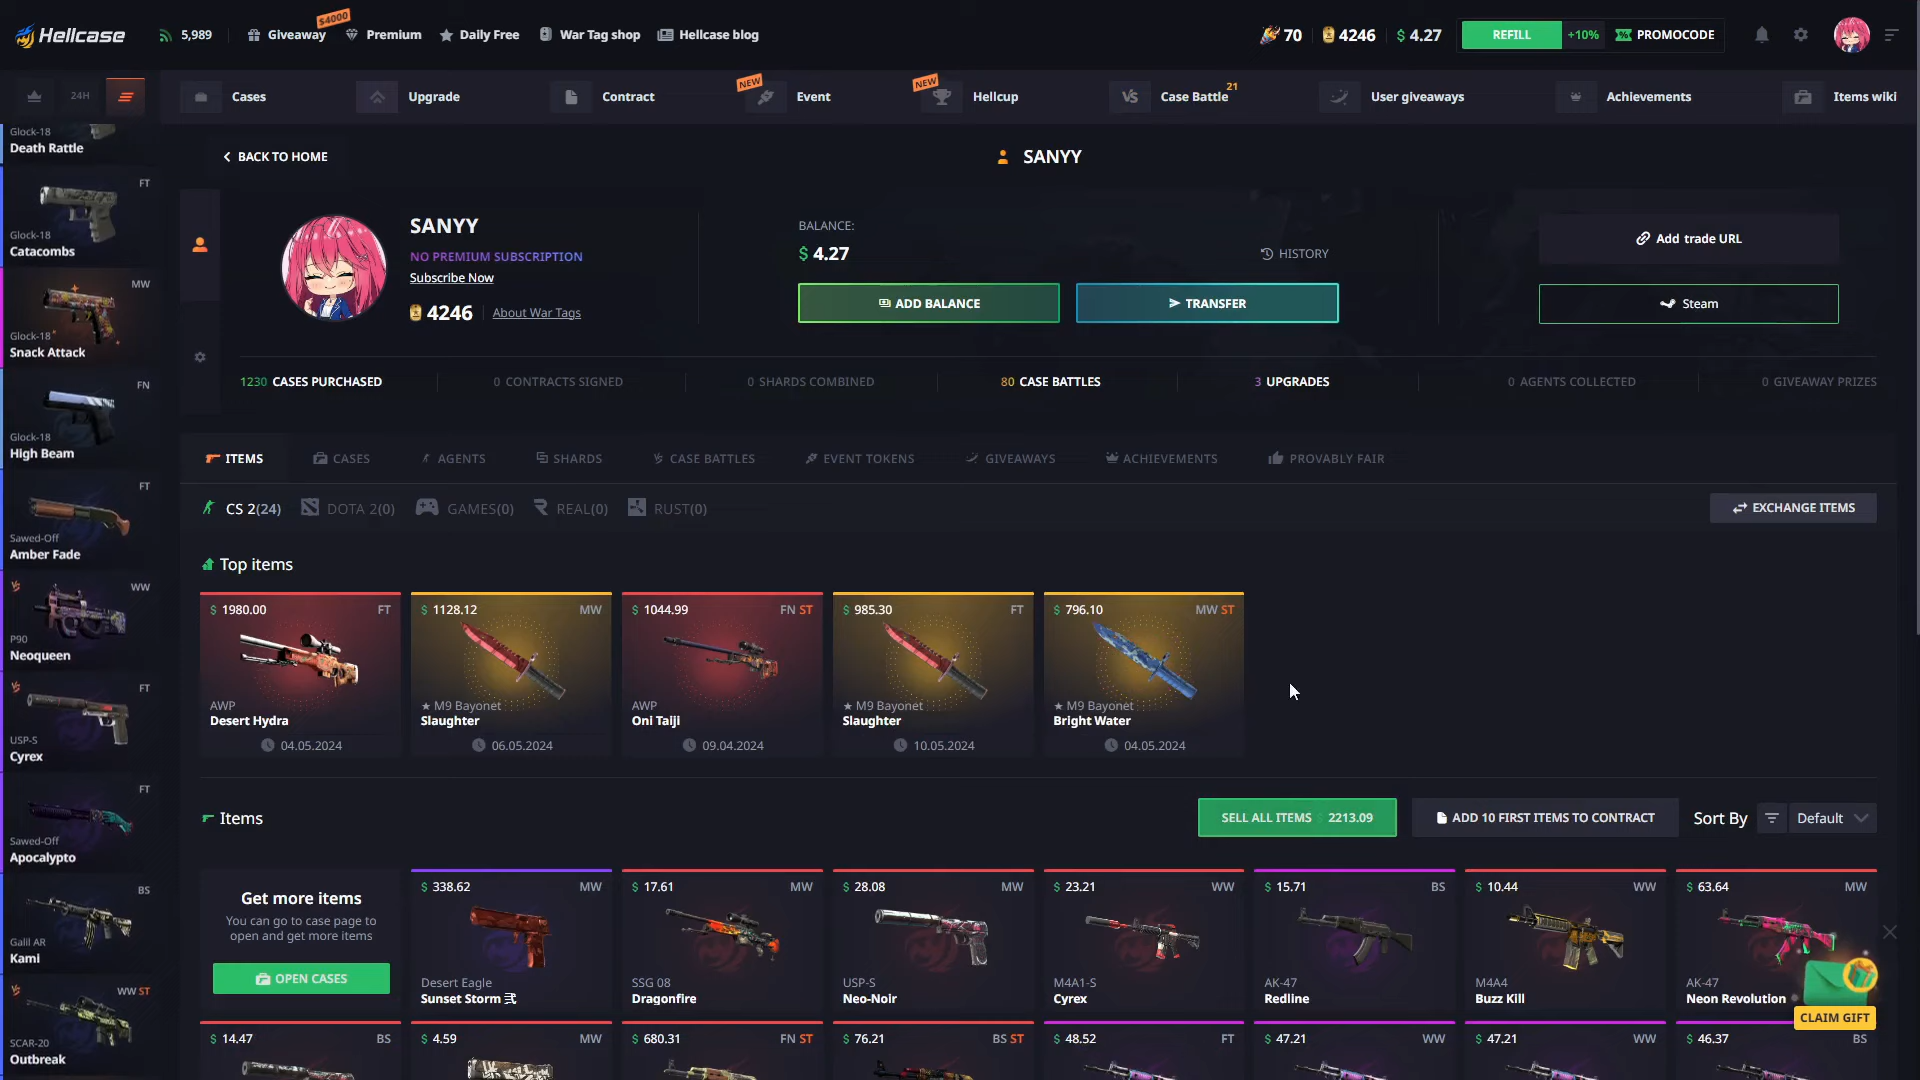 Hellcase
5,989
Giveaway
$4000
Premium
Daily Free
War Tag shop
Hellcase blog
70
4246
$ 4.27
REFILL
+10%
PROMOCODE
24H
Cases
Upgrade
Contract
NEW
Event
NEW
Hellcup
VS
Case Battle
21
User giveaways
Achievements
Items wiki
Glock-18
Death Rattle
FT
Glock-18
Catacombs
MW
Glock-18
Snack Attack
FN
Glock-18
High Beam
FT
Sawed-Off
Amber Fade
WW
P90
Neoqueen
FT
USP-S
Cyrex
FT
Sawed-Off
Apocalypto
BS
Galil AR
Kami
WW ST
SCAR-20
Outbreak
BACK TO HOME
SANYY
SANYY
NO PREMIUM SUBSCRIPTION
Subscribe Now
4246
About War Tags
BALANCE:
$ 4.27
HISTORY
ADD BALANCE
TRANSFER
Add trade URL
Steam
1230 CASES PURCHASED
0 CONTRACTS SIGNED
0 SHARDS COMBINED
80 CASE BATTLES
3 UPGRADES
0 AGENTS COLLECTED
0 GIVEAWAY PRIZES
ITEMS
CASES
AGENTS
SHARDS
CASE BATTLES
EVENT TOKENS
GIVEAWAYS
ACHIEVEMENTS
PROVABLY FAIR
CS 2(24)
DOTA 2(0)
GAMES(0)
REAL(0)
RUST(0)
EXCHANGE ITEMS
Top items
$ 1980.00 FT
AWP
Desert Hydra
04.05.2024
$ 1128.12 MW
★ M9 Bayonet
Slaughter
06.05.2024
$ 1044.99 FN ST
AWP
Oni Taiji
09.04.2024
$ 985.30 FT
★ M9 Bayonet
Slaughter
10.05.2024
$ 796.10 MW ST
★ M9 Bayonet
Bright Water
04.05.2024
Items
SELL ALL ITEMS 2213.09
ADD 10 FIRST ITEMS TO CONTRACT
Sort By
Default
Get more items
You can go to case page to
open and get more items
OPEN CASES
$ 338.62 MW
Desert Eagle
Sunset Storm 弐
$ 17.61 MW
SSG 08
Dragonfire
$ 28.08 MW
USP-S
Neo-Noir
$ 23.21 WW
M4A1-S
Cyrex
$ 15.71 BS
AK-47
Redline
$ 10.44 WW
M4A4
Buzz Kill
$ 63.64 MW
AK-47
Neon Revolution
CLAIM GIFT
$ 14.47 BS
$ 4.59 MW
$ 680.31 FN ST
$ 76.21 BS ST
$ 48.52 FT
$ 47.21 WW
$ 47.21 WW
$ 46.37 BS